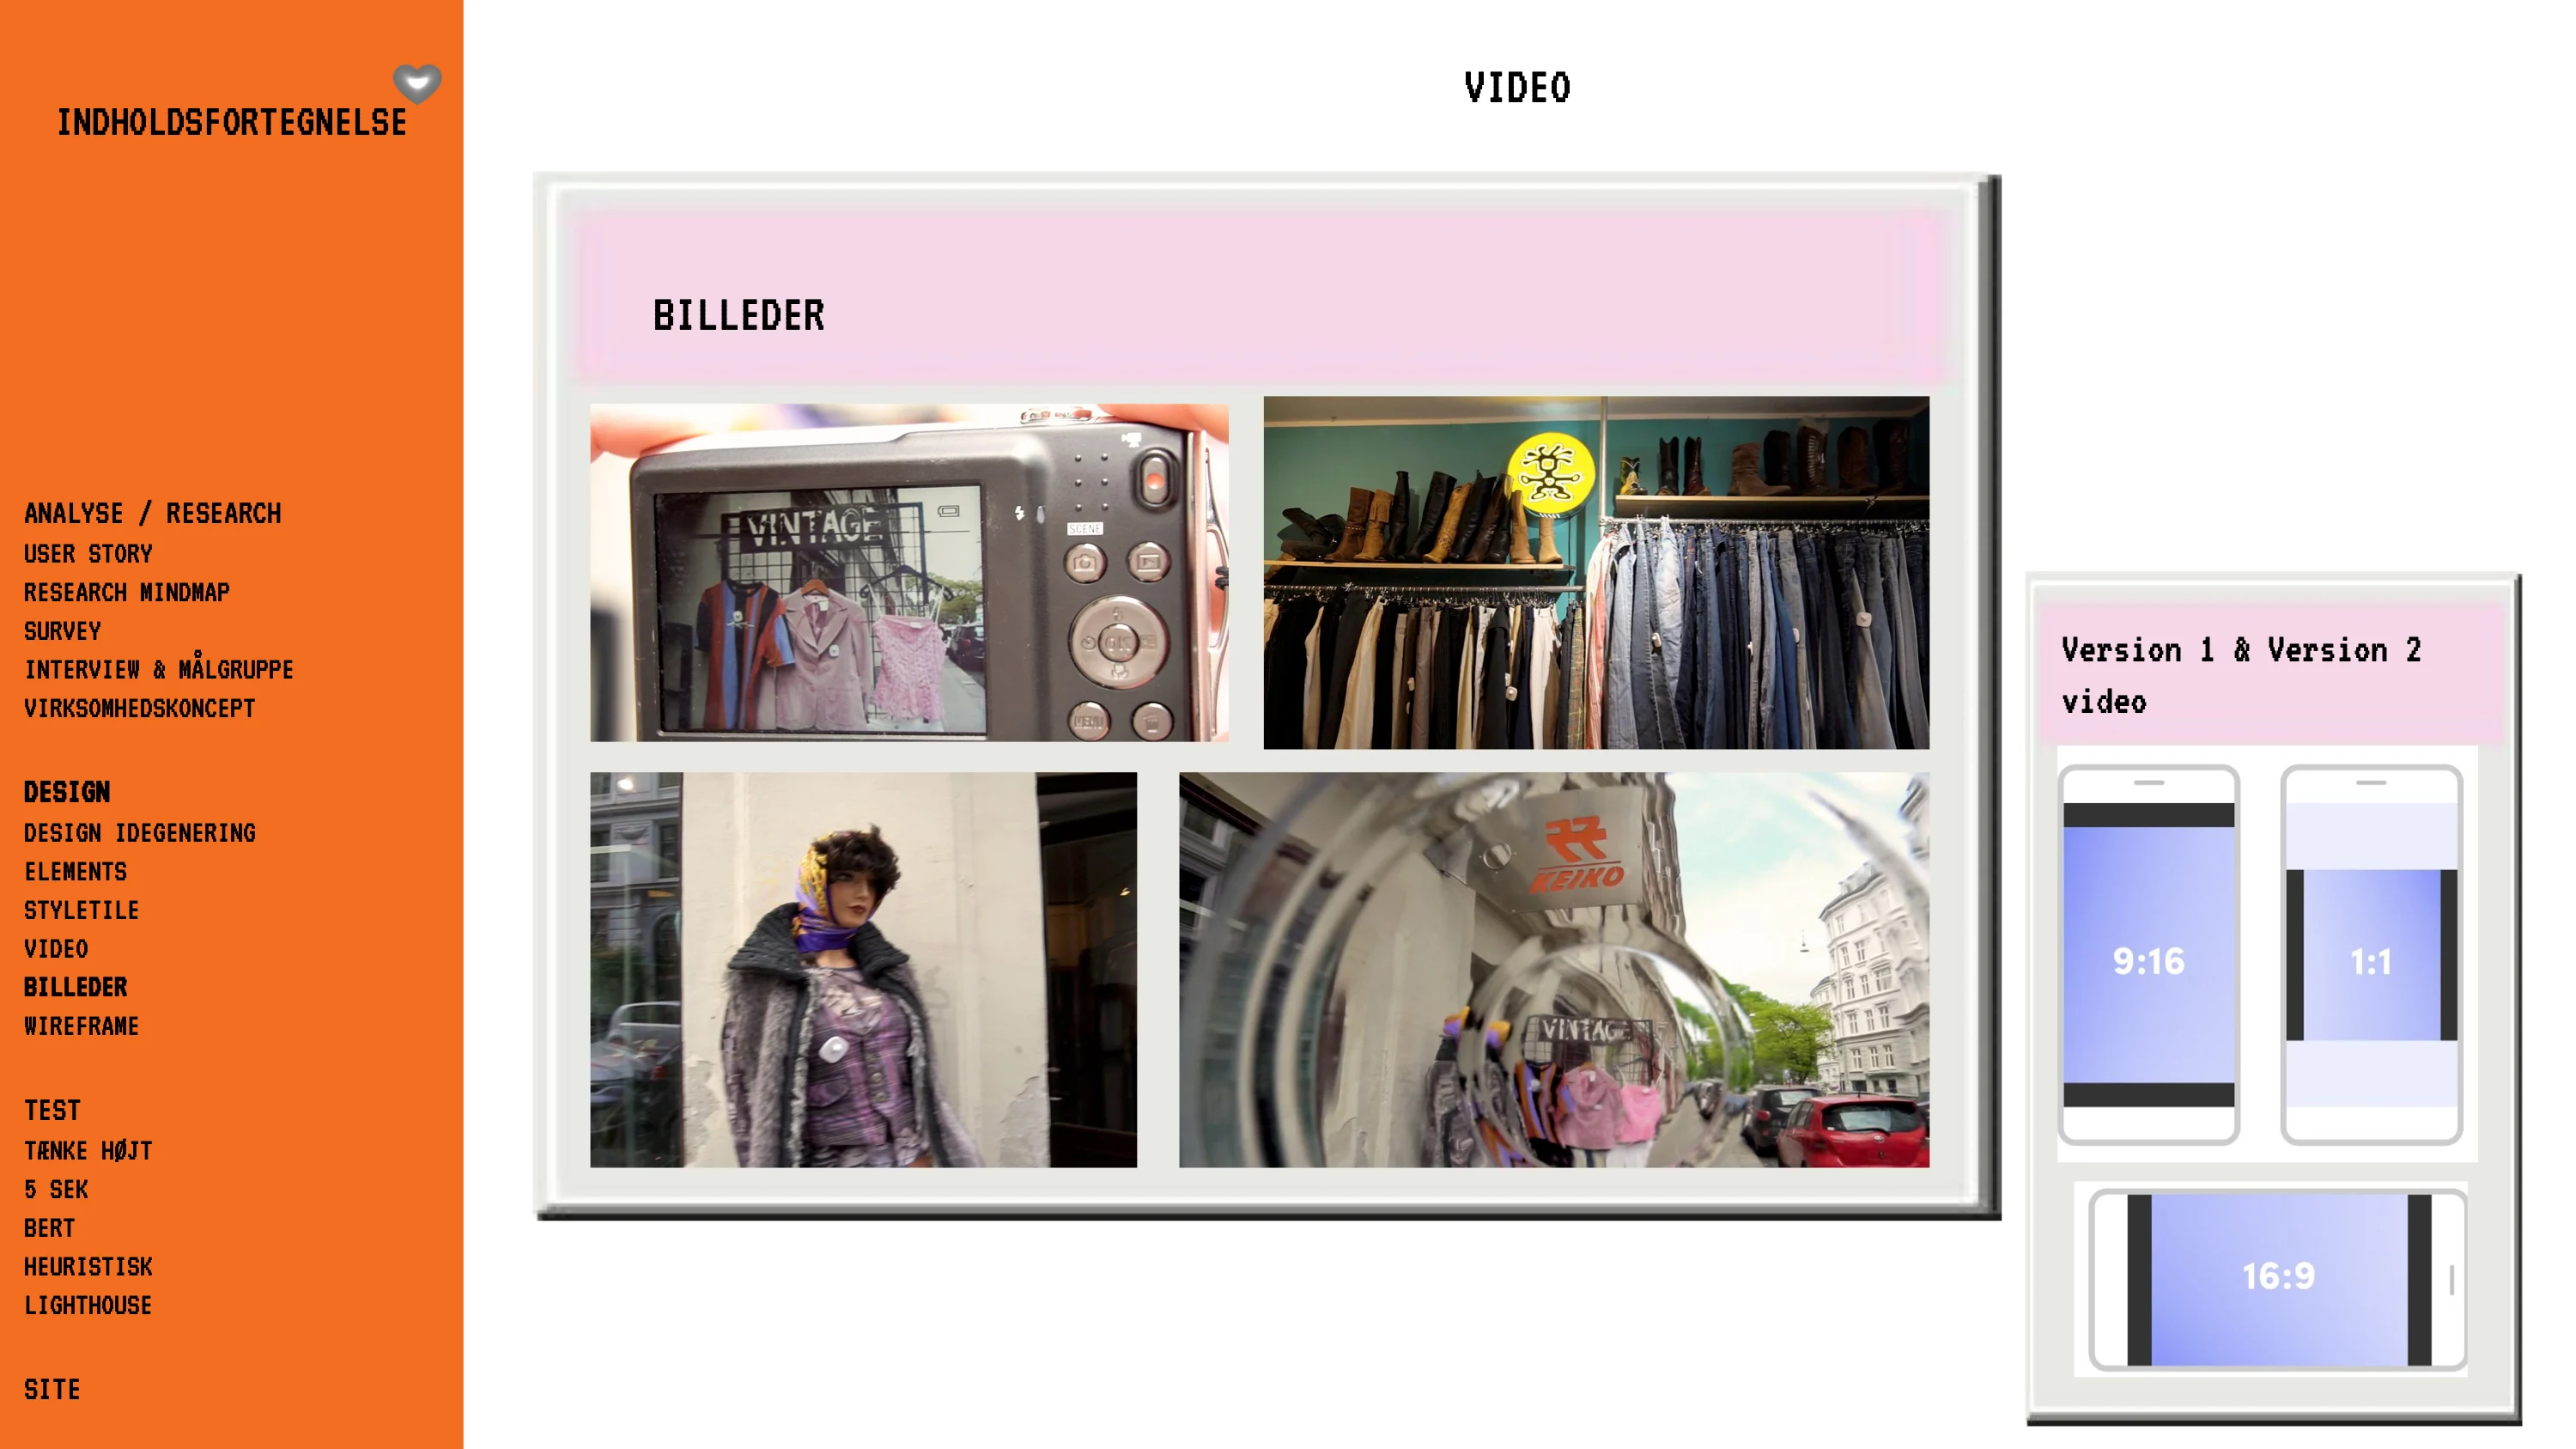 INDHOLDSFORTEGNELSE
ANALYSE / RESEARCH
USER STORY
RESEARCH MINDMAP
SURVEY
INTERVIEW & MÅLGRUPPE
VIRKSOMHEDSKONCEPT
DESIGN
DESIGN IDEGENERING
ELEMENTS
STYLETILE
VIDEO
BILLEDER
WIREFRAME
TEST
TÆNKE HØJT
5 SEK
BERT
HEURISTISK
LIGHTHOUSE
SITE
VIDEO
BILLEDER
VINTAGE
SCENE
OK
MENU
KEIKO
VINTAGE
Version 1 & Version 2
video
9:16
1:1
16:9